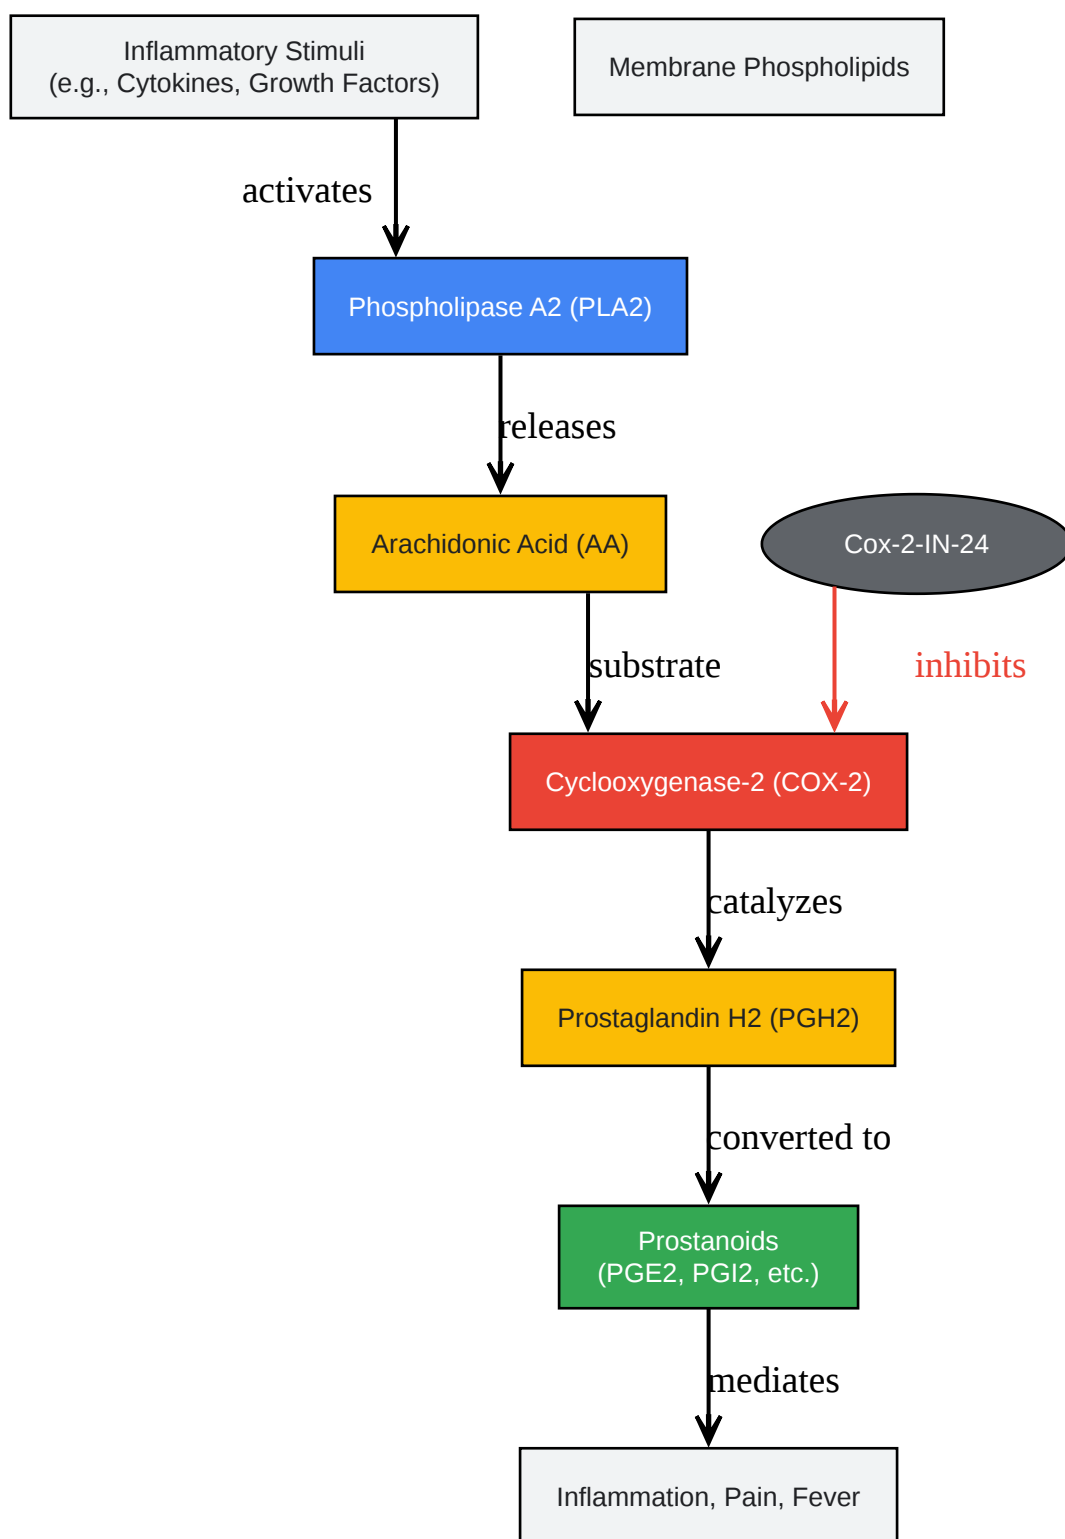 Inflammatory Stimuli
(e.g., Cytokines, Growth Factors)
Membrane Phospholipids
activates
Phospholipase A2 (PLA2)
releases
Arachidonic Acid (AA)
Cox-2-IN-24
substrate
inhibits
Cyclooxygenase-2 (COX-2)
catalyzes
Prostaglandin H2 (PGH2)
converted to
Prostanoids
(PGE2, PGI2, etc.)
mediates
Inflammation, Pain, Fever